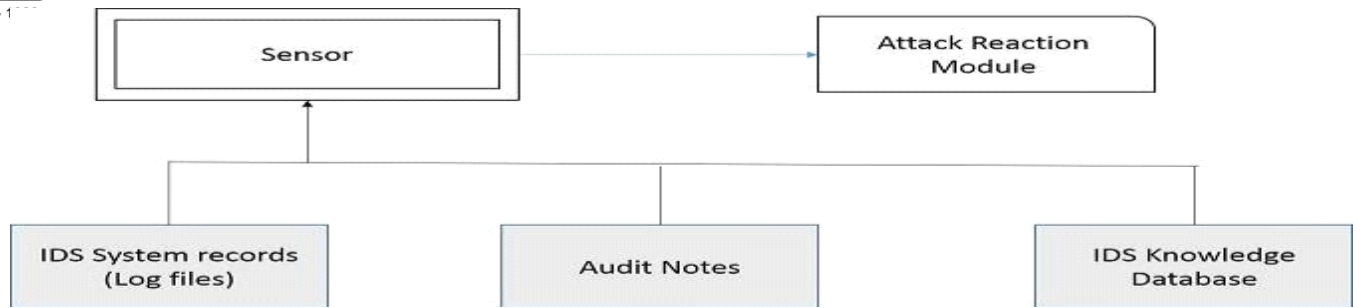 Sensor
Attack Reaction
Module
IDS System records
(Log files)
Audit Notes
IDS Knowledge
Database